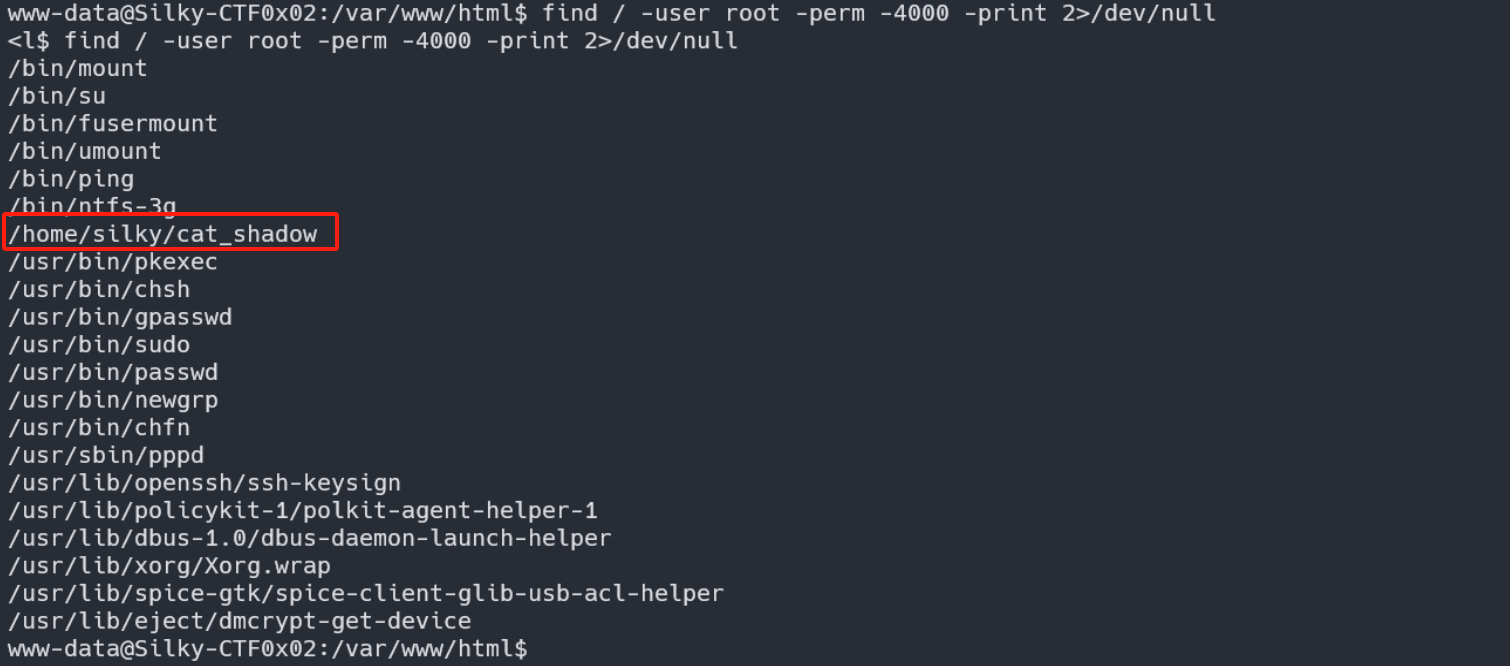 www-data@Silky-CTF0x02:/var/www/html$ find / -user root -perm -4000 -print 2>/dev/null
<l$ find / -user root -perm -4000 -print 2>/dev/null
/bin/mount
/bin/su
/bin/fusermount
/bin/umount
/bin/ping
/bin/ntfs-3g
/home/silky/cat_shadow
/usr/bin/pkexec
/usr/bin/chsh
/usr/bin/gpasswd
/usr/bin/sudo
/usr/bin/passwd
/usr/bin/newgrp
/usr/bin/chfn
/usr/sbin/pppd
/usr/lib/openssh/ssh-keysign
/usr/lib/policykit-1/polkit-agent-helper-1
/usr/lib/dbus-1.0/dbus-daemon-launch-helper
/usr/lib/xorg/Xorg.wrap
/usr/lib/spice-gtk/spice-client-glib-usb-acl-helper
/usr/lib/eject/dmcrypt-get-device
www-data@Silky-CTF0x02:/var/www/html$